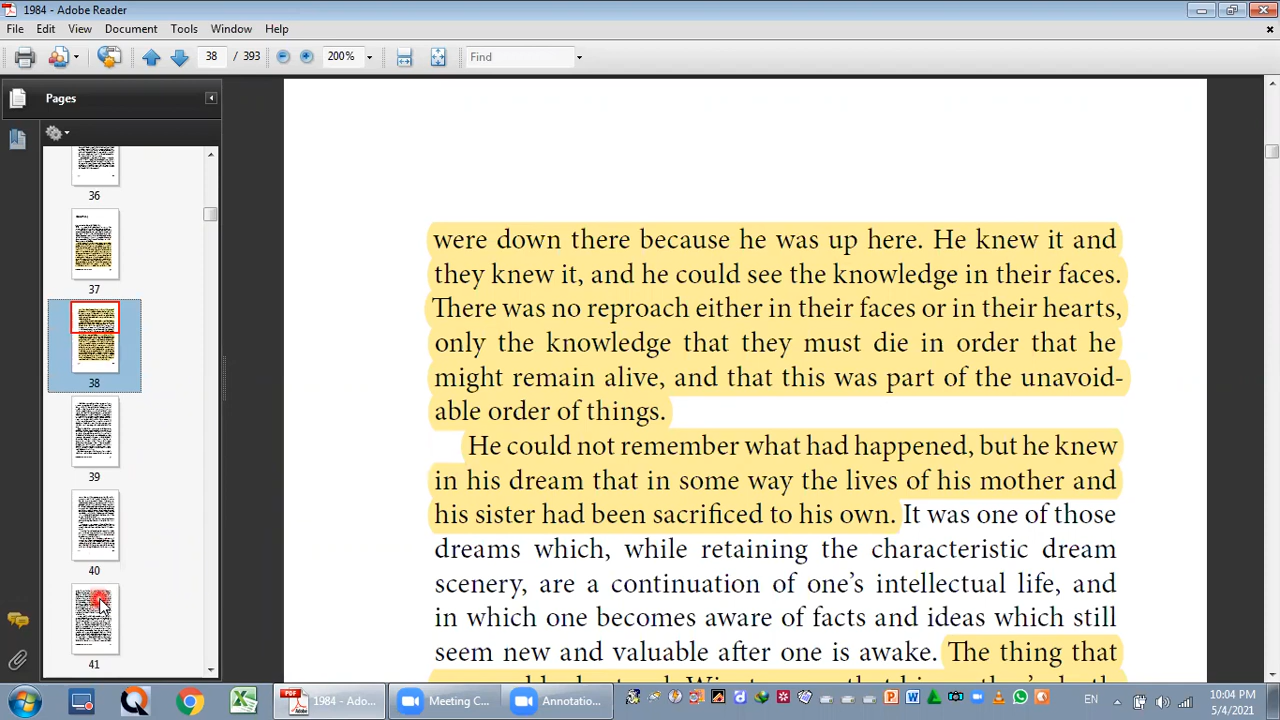 1984 - Adobe Reader
File Edit View Document Tools Window Help
38 / 393 200% Find
Pages
36
37
38
39
40
41
were down there because he was up here. He knew it and
they knew it, and he could see the knowledge in their faces.
There was no reproach either in their faces or in their hearts,
only the knowledge that they must die in order that he
might remain alive, and that this was part of the unavoid-
able order of things.
He could not remember what had happened, but he knew
in his dream that in some way the lives of his mother and
his sister had been sacrificed to his own. It was one of those
dreams which, while retaining the characteristic dream
scenery, are a continuation of one's intellectual life, and
in which one becomes aware of facts and ideas which still
seem new and valuable after one is awake. The thing that
1984 - Adob... Meeting C... Annotatio... EN 10:04 PM
5/4/2021